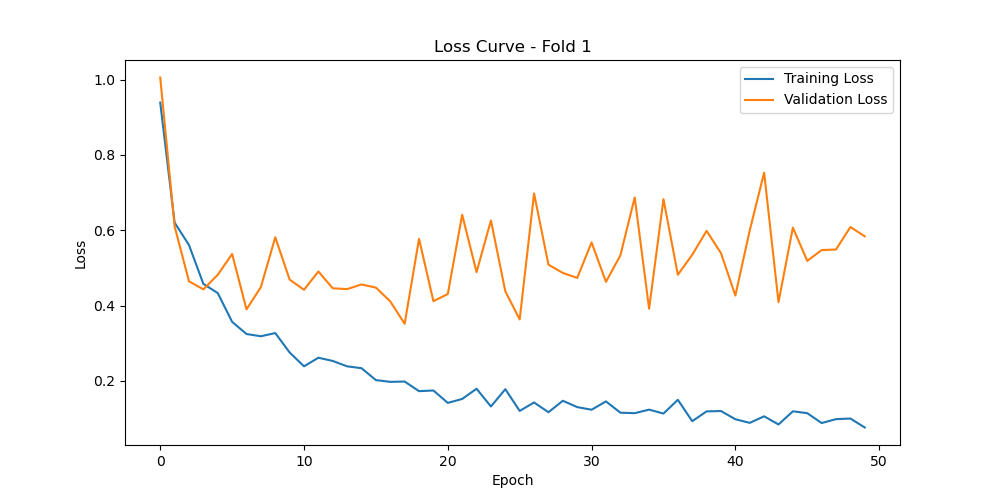 Loss Curve - Fold 1
Training Loss
Validation Loss
1.0
0.8
0.6
0.4
0.2
Loss
0 10 20 30 40 50
Epoch